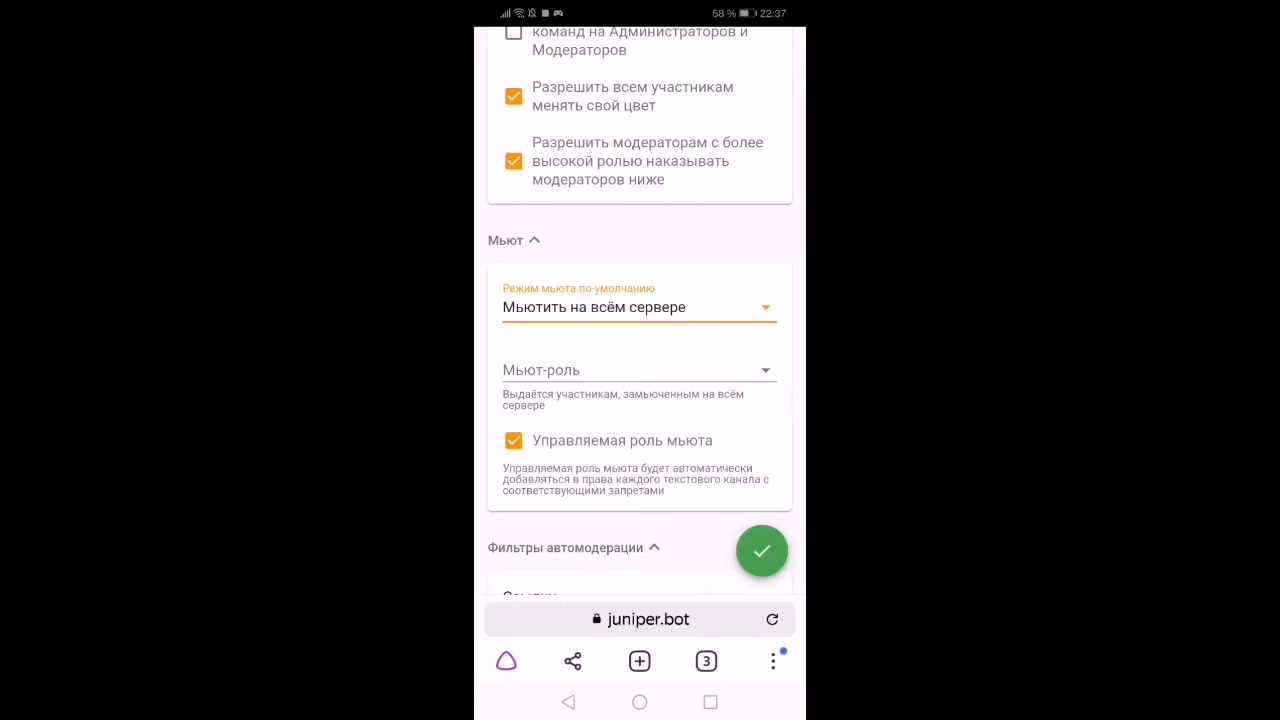 58 % 22:37
команд на Администраторов и
Модераторов
Разрешить всем участникам
менять свой цвет
Разрешить модераторам с более
высокой ролью наказывать
модераторов ниже
Мьют
Режим мьюта по-умолчанию
Мьютить на всём сервере
Мьют-роль
Выдаётся участникам, замьюченным на всём
сервере
Управляемая роль мьюта
Управляемая роль мьюта будет автоматически
добавляться в права каждого текстового канала с
соответствующими запретами
Фильтры автомодерации
Ссылки
juniper.bot
3